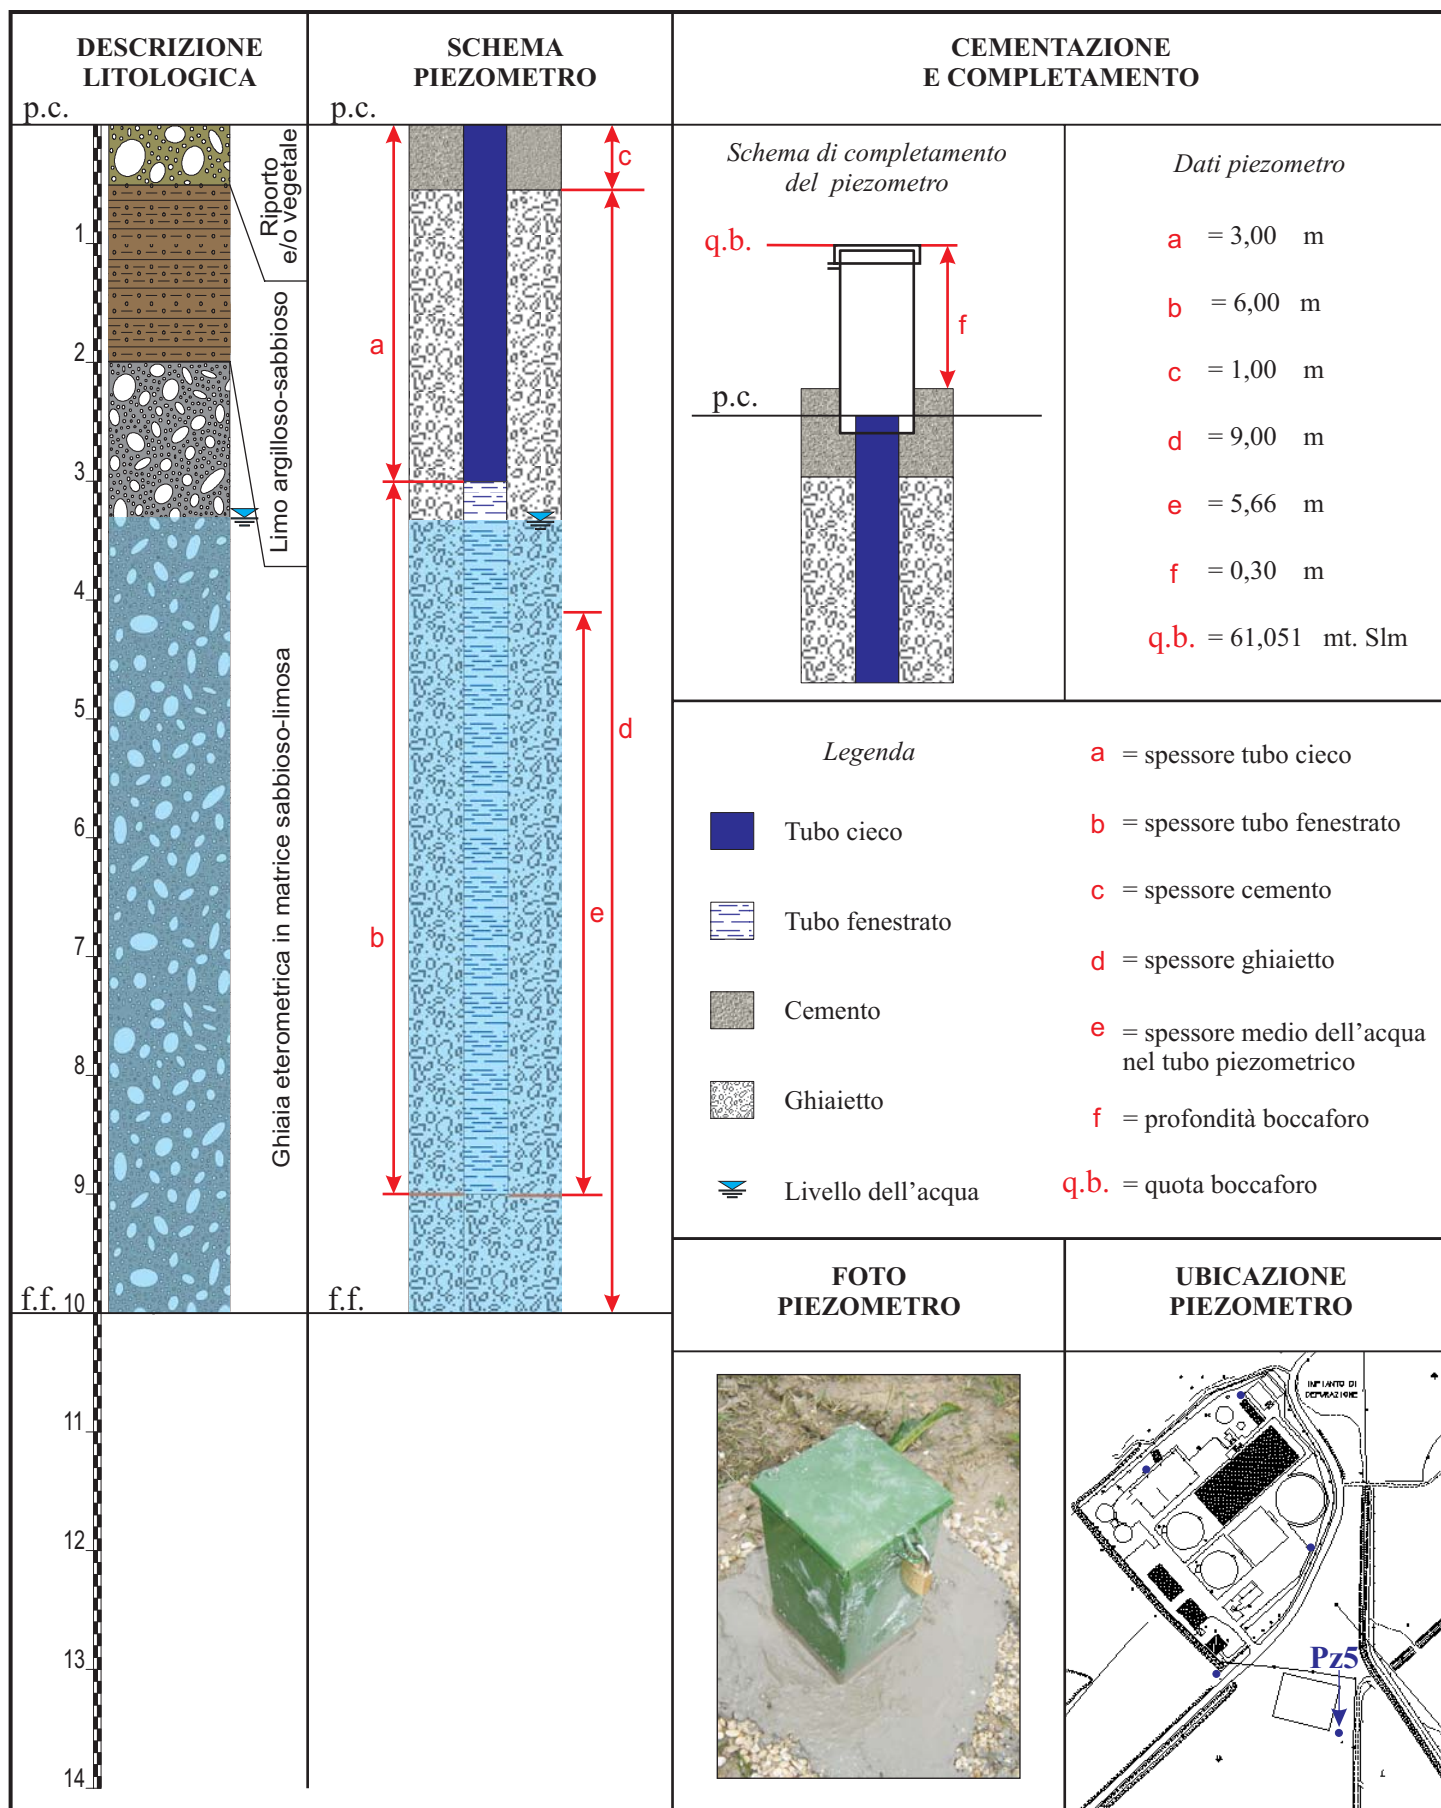 DESCRIZIONE
LITOLOGICA
p.c.
1
2
3
4
5
6
7
8
9
f.f. 10
11
12
13
14
Riporto
e/o vegetale
Limo argilloso-sabbioso
Ghiaia eterometrica in matrice sabbioso-limosa
SCHEMA
PIEZOMETRO
p.c.
c
a
d
e
b
f.f.
CEMENTAZIONE
E COMPLETAMENTO
Schema di completamento
del piezometro
q.b.
f
p.c.
Dati piezometro
a = 3,00 m
b = 6,00 m
c = 1,00 m
d = 9,00 m
e = 5,66 m
f = 0,30 m
q.b. = 61,051 mt. Slm
Legenda
Tubo cieco
Tubo fenestrato
Cemento
Ghiaietto
Livello dell'acqua
a = spessore tubo cieco
b = spessore tubo fenestrato
c = spessore cemento
d = spessore ghiaietto
e = spessore medio dell'acqua
nel tubo piezometrico
f = profondità boccaforo
q.b. = quota boccaforo
FOTO
PIEZOMETRO
UBICAZIONE
PIEZOMETRO
IMPIANTO DI
DEPURAZIONE
Pz5